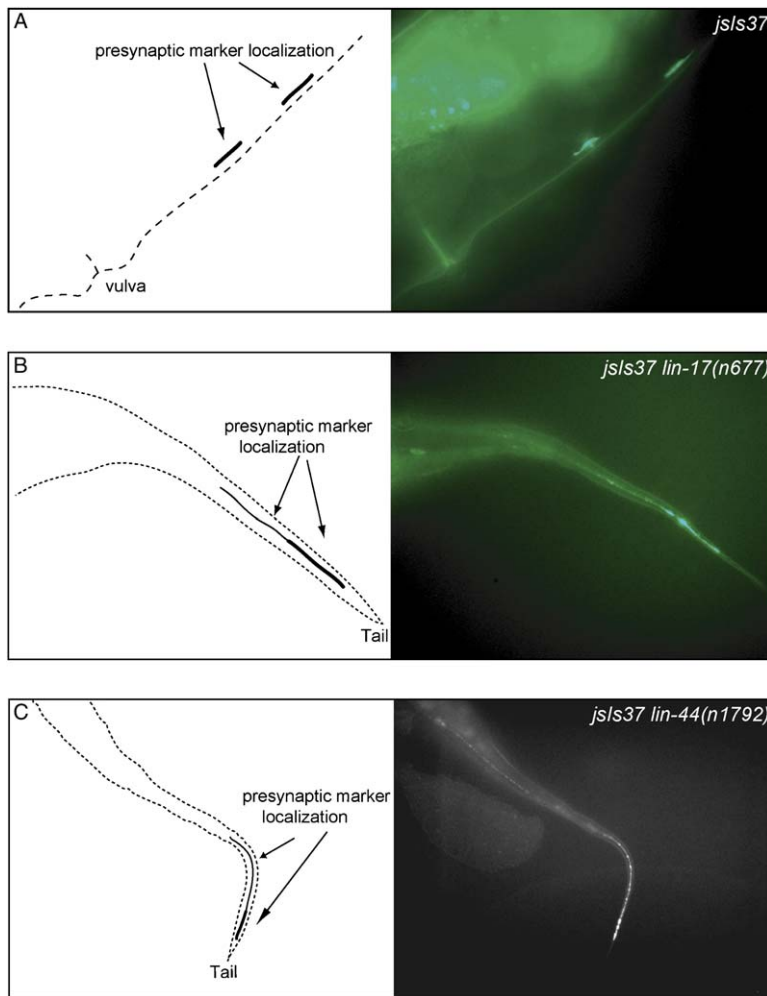 A
jsIs37
presynaptic marker localization
vulva
B
jsIs37 lin-17(n677)
presynaptic marker
localization
Tail
C
jsIs37 lin-44(n1792)
presynaptic marker
localization
Tail